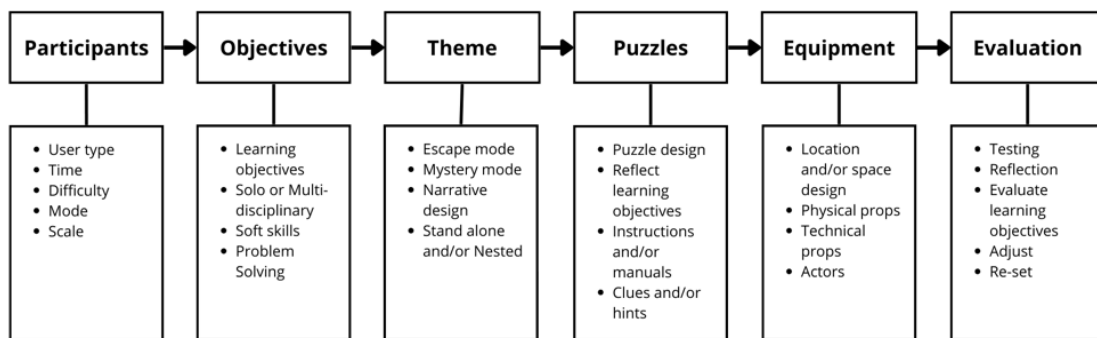 Participants
Objectives
Theme
Puzzles
Equipment
Evaluation
• User type
• Time
• Difficulty
• Mode
• Scale
• Learning
objectives
• Solo or Multi-
disciplinary
• Soft skills
• Problem
Solving
• Escape mode
• Mystery mode
• Narrative
design
• Stand alone
and/or Nested
• Puzzle design
• Reflect
learning
objectives
• Instructions
and/or
manuals
• Clues and/or
hints
• Location
and/or space
design
• Physical props
• Technical
props
• Actors
• Testing
• Reflection
• Evaluate
learning
objectives
• Adjust
• Re-set